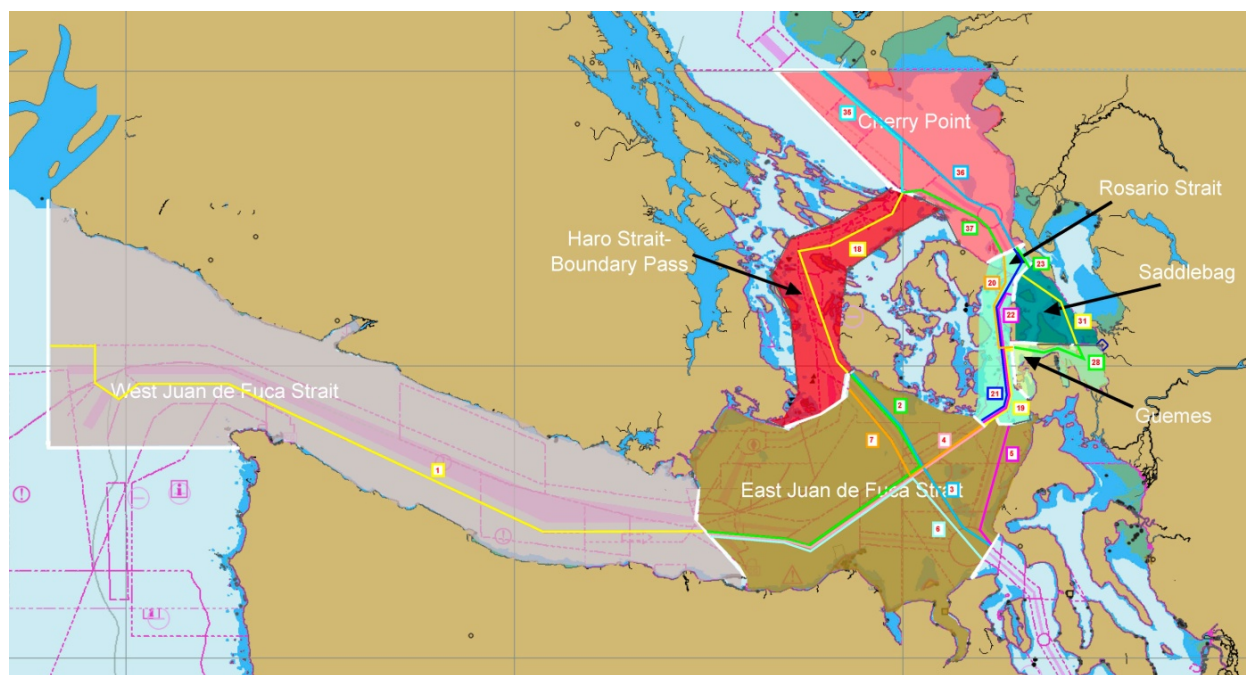 35
Cherry Point
36
Rosario Strait
Haro Strait-
Boundary Pass
18
37
23
Saddlebag
20
22
31
West Juan de Fuca Strait
28
Guemes
21
19
2
7
4
5
1
East Juan de Fuca Strait
3
6